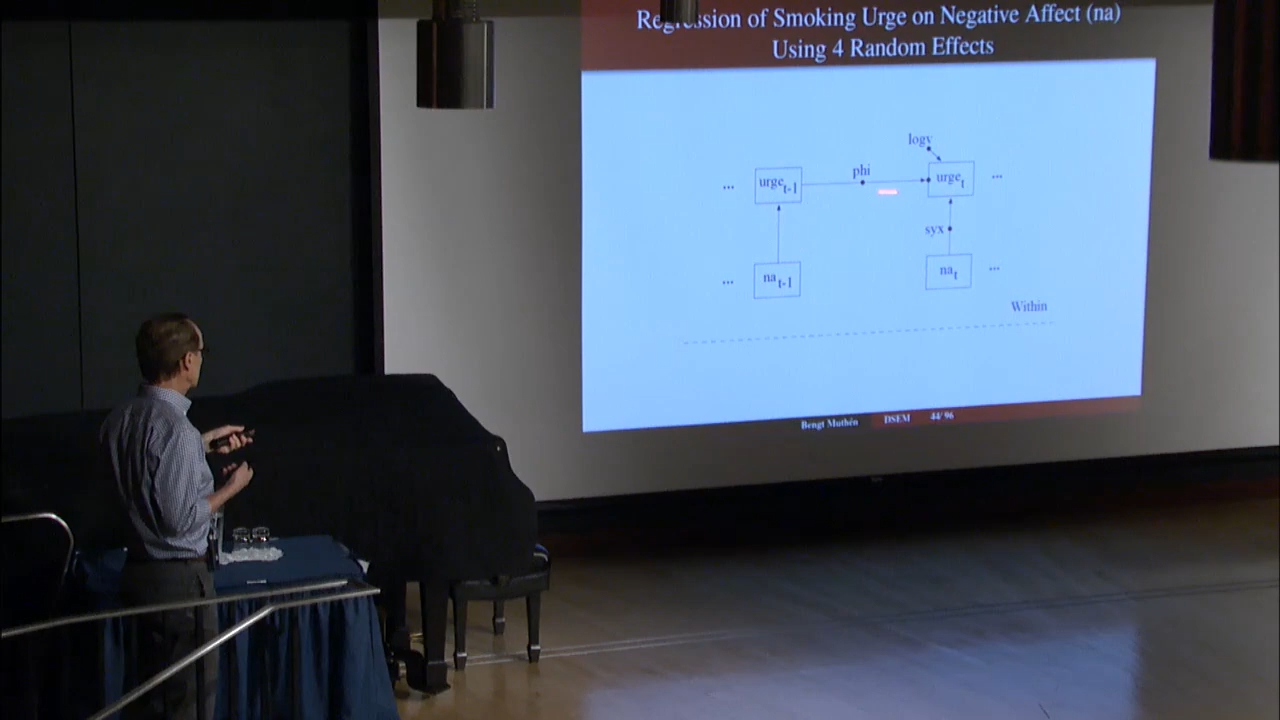 Regression of Smoking Urge on Negative Affect (na)
Using 4 Random Effects
logv
... urge t-1 phi urge t ...
syx
... na t-1 na t ...
Within
Bengt Muthén DSEM 44/ 96